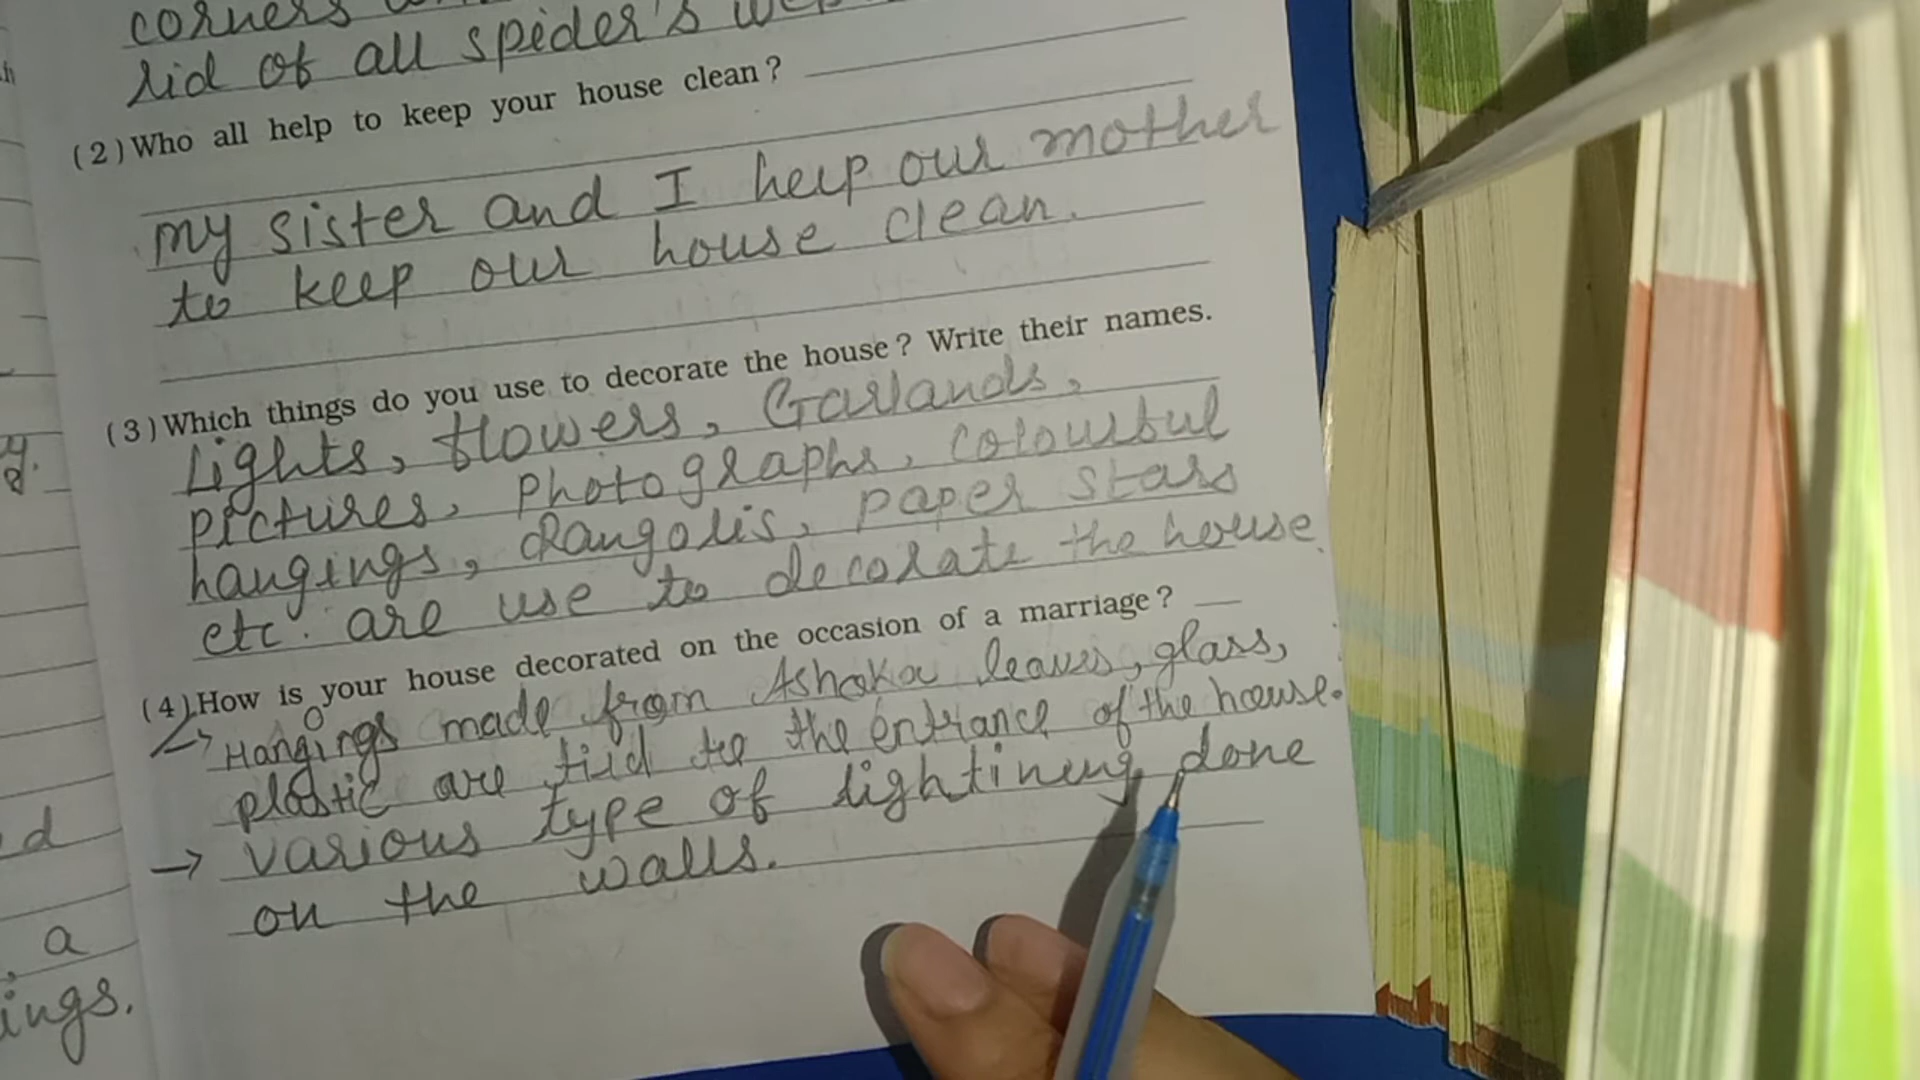 corners
rid of all spider's web
(2) Who all help to keep your house clean?
my sister and I help our mother
to keep our house clean.
(3) Which things do you use to decorate the house? Write their names.
Lights, flowers, Garlands,
pictures, photographs, colourful
hangings, Rangolis, paper stars
etc. are use to decorate the house.
(4) How is your house decorated on the occasion of a marriage?
→ Hangings made from Ashoka leaves, glass,
plastic are tied to the entrance of the house.
→ various type of lightining done
on the walls.
d
a
ings.